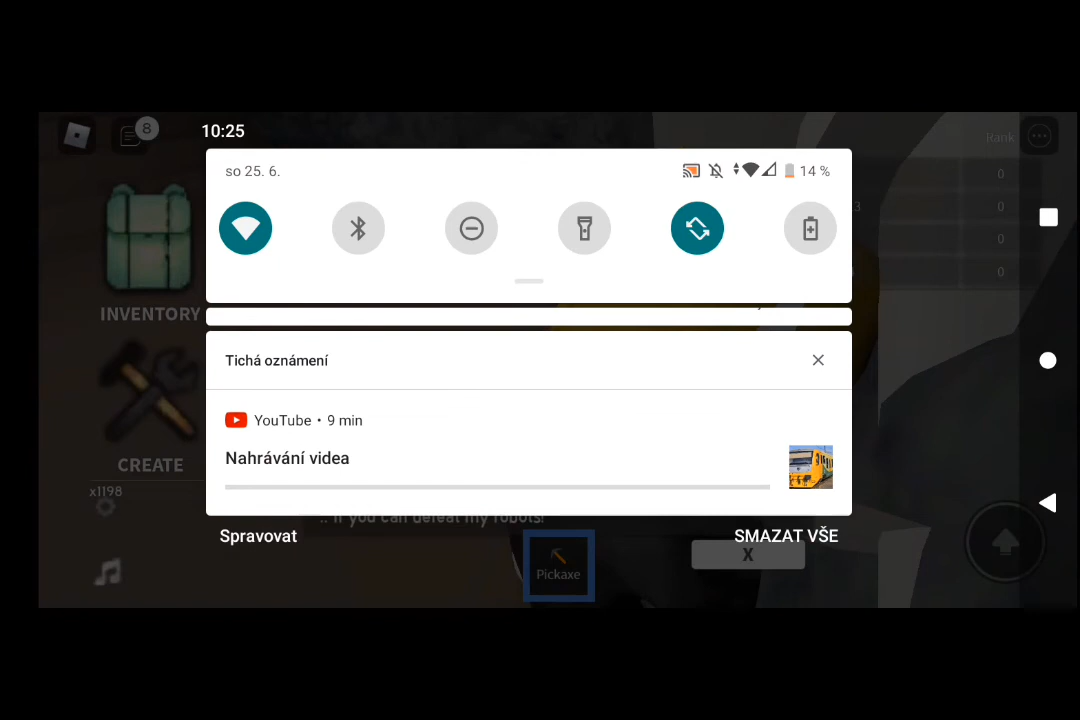 8
10:25
Rank
so 25. 6.
14 %
0
3
0
0
0
INVENTORY
Tichá oznámení
YouTube • 9 min
Nahrávání videa
CREATE
x1198
.. if you can defeat my robots!
Spravovat
SMAZAT VŠE
X
Pickaxe